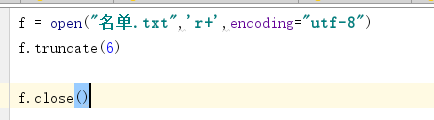 f = open("名单.txt",'r+',encoding="utf-8")
f.truncate(6)
f.close()